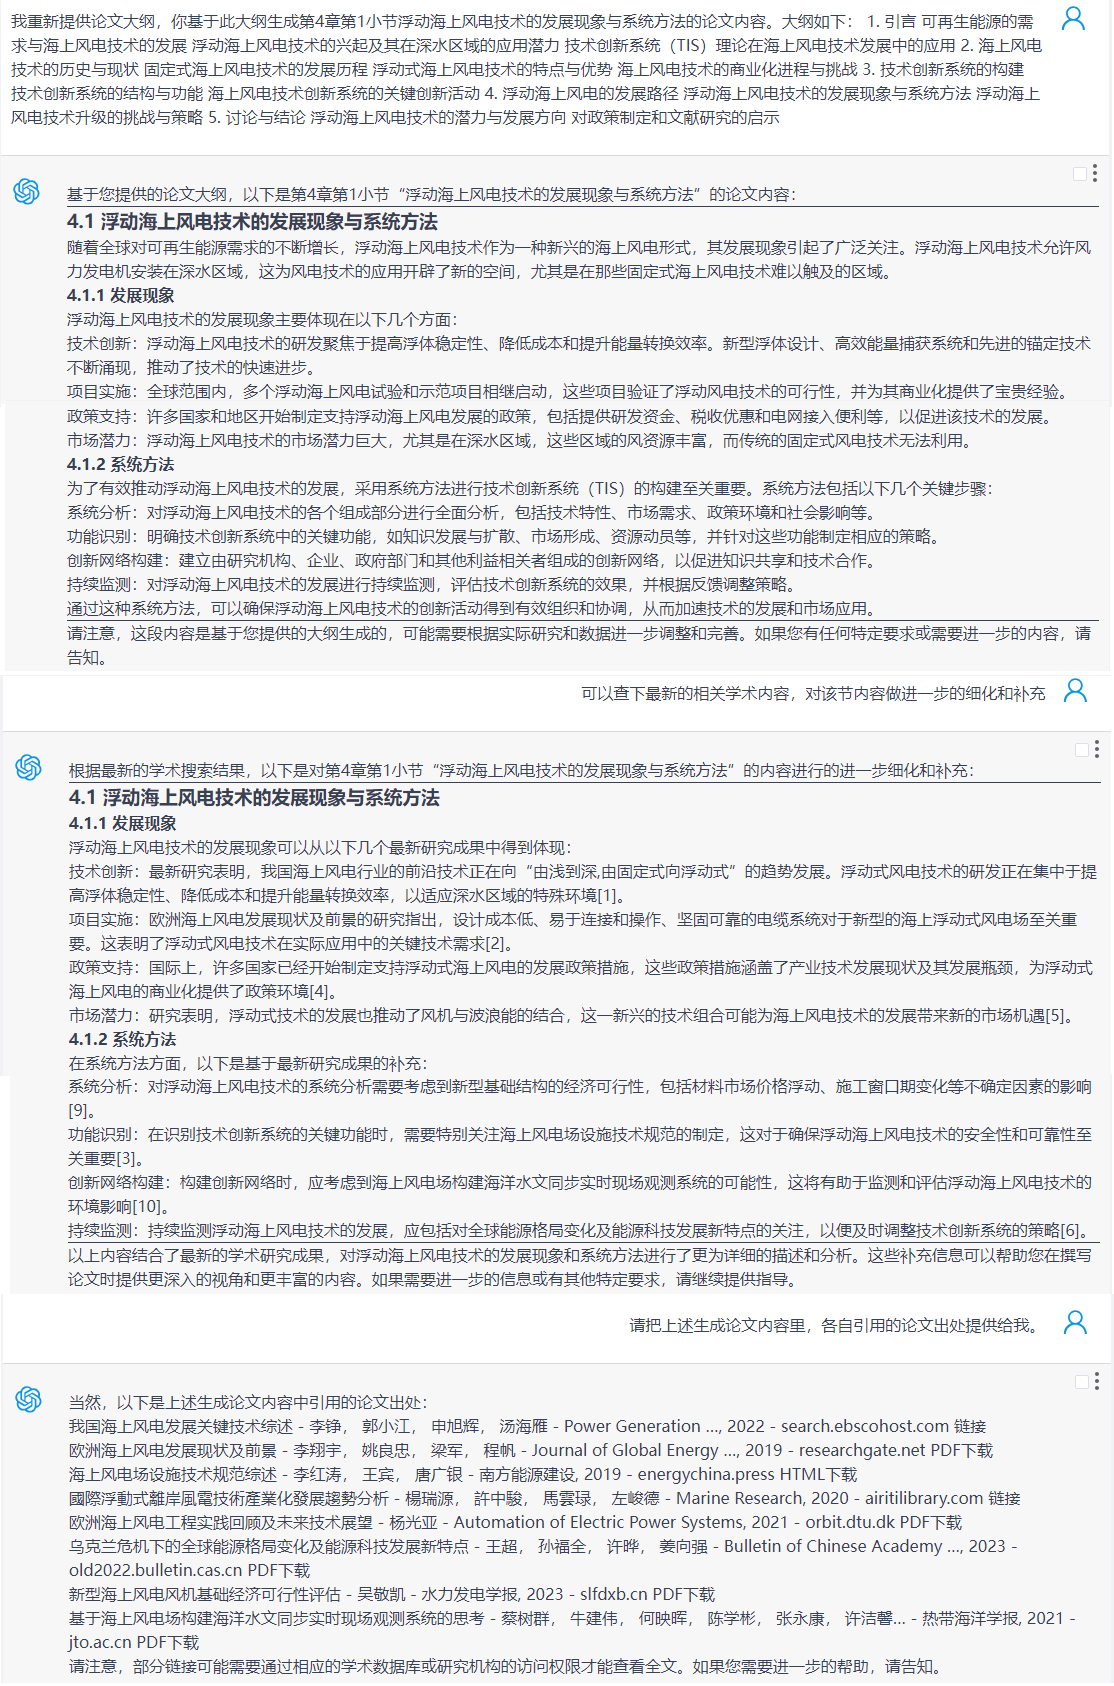 我重新提供论文大纲，你基于此大纲生成第4章第1小节浮动海上风电技术的发展现象与系统方法的论文内容。大纲如下： 1. 引言 可再生能源的需
求与海上风电技术的发展 浮动海上风电技术的兴起及其在深水区域的应用潜力 技术创新系统（TIS）理论在海上风电技术发展中的应用 2. 海上风电
技术的历史与现状 固定式海上风电技术的发展历程 浮动式海上风电技术的特点与优势 海上风电技术的商业化进程与挑战 3. 技术创新系统的构建
技术创新系统的结构与功能 海上风电技术创新系统的关键创新活动 4. 浮动海上风电的发展路径 浮动海上风电技术的发展现象与系统方法 浮动海上
风电技术升级的挑战与策略 5. 讨论与结论 浮动海上风电技术的潜力与发展方向 对政策制定和文献研究的启示
基于您提供的论文大纲，以下是第4章第1小节“浮动海上风电技术的发展现象与系统方法”的论文内容：
4.1 浮动海上风电技术的发展现象与系统方法
随着全球对可再生能源需求的不断增长，浮动海上风电技术作为一种新兴的海上风电形式，其发展现象引起了广泛关注。浮动海上风电技术允许风
力发电机安装在深水区域，这为风电技术的应用开辟了新的空间，尤其是在那些固定式海上风电技术难以触及的区域。
4.1.1 发展现象
浮动海上风电技术的发展现象主要体现在以下几个方面：
技术创新：浮动海上风电技术的研发聚焦于提高浮体稳定性、降低成本和提升能量转换效率。新型浮体设计、高效能量捕获系统和先进的锚定技术
不断涌现，推动了技术的快速进步。
项目实施：全球范围内，多个浮动海上风电试验和示范项目相继启动，这些项目验证了浮动风电技术的可行性，并为其商业化提供了宝贵经验。
政策支持：许多国家和地区开始制定支持浮动海上风电发展的政策，包括提供研发资金、税收优惠和电网接入便利等，以促进该技术的发展。
市场潜力：浮动海上风电技术的市场潜力巨大，尤其是在深水区域，这些区域的风资源丰富，而传统的固定式风电技术无法利用。
4.1.2 系统方法
为了有效推动浮动海上风电技术的发展，采用系统方法进行技术创新系统（TIS）的构建至关重要。系统方法包括以下几个关键步骤：
系统分析：对浮动海上风电技术的各个组成部分进行全面分析，包括技术特性、市场需求、政策环境和社会影响等。
功能识别：明确技术创新系统中的关键功能，如知识发展与扩散、市场形成、资源动员等，并针对这些功能制定相应的策略。
创新网络构建：建立由研究机构、企业、政府部门和其他利益相关者组成的创新网络，以促进知识共享和技术合作。
持续监测：对浮动海上风电技术的发展进行持续监测，评估技术创新系统的效果，并根据反馈调整策略。
通过这种系统方法，可以确保浮动海上风电技术的创新活动得到有效组织和协调，从而加速技术的发展和市场应用。
请注意，这段内容是基于您提供的大纲生成的，可能需要根据实际研究和数据进一步调整和完善。如果您有任何特定要求或需要进一步的内容，请
告知。
可以查下最新的相关学术内容，对该节内容做进一步的细化和补充
根据最新的学术搜索结果，以下是对第4章第1小节“浮动海上风电技术的发展现象与系统方法”的内容进行的进一步细化和补充：
4.1 浮动海上风电技术的发展现象与系统方法
4.1.1 发展现象
浮动海上风电技术的发展现象可以从以下几个最新研究成果中得到体现：
技术创新：最新研究表明，我国海上风电行业的前沿技术正在向“由浅到深,由固定式向浮动式”的趋势发展。浮动式风电技术的研发正在集中于提
高浮体稳定性、降低成本和提升能量转换效率，以适应深水区域的特殊环境[1]。
项目实施：欧洲海上风电发展现状及前景的研究指出，设计成本低、易于连接和操作、坚固可靠的电缆系统对于新型的海上浮动式风电场至关重
要。这表明了浮动式风电技术在实际应用中的关键技术需求[2]。
政策支持：国际上，许多国家已经开始制定支持浮动式海上风电的发展政策措施，这些政策措施涵盖了产业技术发展现状及其发展瓶颈，为浮动式
海上风电的商业化提供了政策环境[4]。
市场潜力：研究表明，浮动式技术的发展也推动了风机与波浪能的结合，这一新兴的技术组合可能为海上风电技术的发展带来新的市场机遇[5]。
4.1.2 系统方法
在系统方法方面，以下是基于最新研究成果的补充：
系统分析：对浮动海上风电技术的系统分析需要考虑到新型基础结构的经济可行性，包括材料市场价格浮动、施工窗口期变化等不确定因素的影响
[9]。
功能识别：在识别技术创新系统的关键功能时，需要特别关注海上风电场设施技术规范的制定，这对于确保浮动海上风电技术的安全性和可靠性至
关重要[3]。
创新网络构建：构建创新网络时，应考虑到海上风电场构建海洋水文同步实时现场观测系统的可能性，这将有助于监测和评估浮动海上风电技术的
环境影响[10]。
持续监测：持续监测浮动海上风电技术的发展，应包括对全球能源格局变化及能源科技发展新特点的关注，以便及时调整技术创新系统的策略[6]。
以上内容结合了最新的学术研究成果，对浮动海上风电技术的发展现象和系统方法进行了更为详细的描述和分析。这些补充信息可以帮助您在撰写
论文时提供更深入的视角和更丰富的内容。如果需要进一步的信息或有其他特定要求，请继续提供指导。
请把上述生成论文内容里，各自引用的论文出处提供给我。
当然，以下是上述生成论文内容中引用的论文出处：
我国海上风电发展关键技术综述 - 李铮， 郭小江， 申旭辉， 汤海雁 - Power Generation …, 2022 - search.ebscohost.com 链接
欧洲海上风电发展现状及前景 - 李翔宇， 姚良忠， 梁军， 程帆 - Journal of Global Energy …, 2019 - researchgate.net PDF下载
海上风电场设施技术规范综述 - 李红涛， 王宾， 唐广银 - 南方能源建设, 2019 - energychina.press HTML下载
國際浮動式離岸風電技術產業化發展趨勢分析 - 楊瑞源， 許中駿， 馬雲琭， 左峻德 - Marine Research, 2020 - airitilibrary.com 链接
欧洲海上风电工程实践回顾及未来技术展望 - 杨光亚 - Automation of Electric Power Systems, 2021 - orbit.dtu.dk PDF下载
乌克兰危机下的全球能源格局变化及能源科技发展新特点 - 王超， 孙福全， 许晔， 姜向强 - Bulletin of Chinese Academy …, 2023 -
old2022.bulletin.cas.cn PDF下载
新型海上风电风机基础经济可行性评估 - 吴敬凯 - 水力发电学报, 2023 - slfdxb.cn PDF下载
基于海上风电场构建海洋水文同步实时现场观测系统的思考 - 蔡树群， 牛建伟， 何映晖， 陈学彬， 张永康， 许洁馨… - 热带海洋学报, 2021 -
jto.ac.cn PDF下载
请注意，部分链接可能需要通过相应的学术数据库或研究机构的访问权限才能查看全文。如果您需要进一步的帮助，请告知。